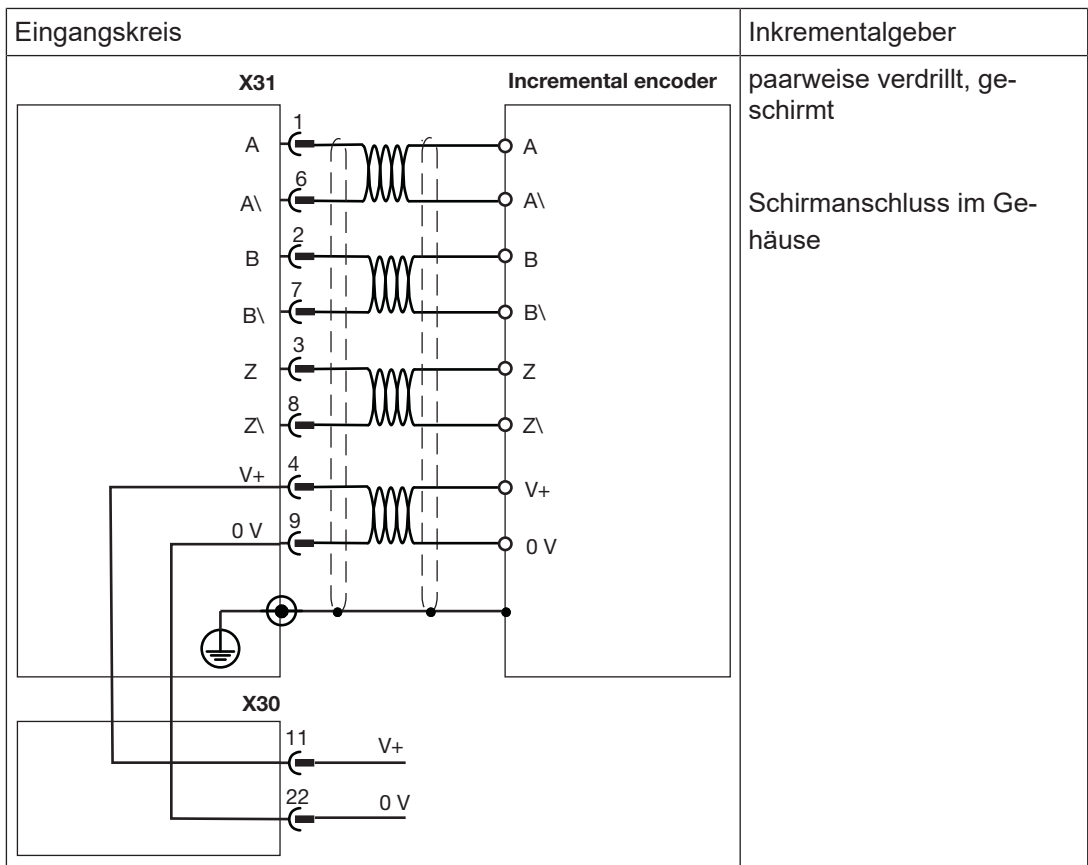 Eingangskreis
Inkrementalgeber
X31
Incremental encoder
paarweise verdrillt, ge-
schirmt
Schirmanschluss im Ge-
häuse
A 1 A
A\ 6 A\
B 2 B
B\ 7 B\
Z 3 Z
Z\ 8 Z\
V+ 4 V+
0 V 9 0 V
X30
11 V+
22 0 V